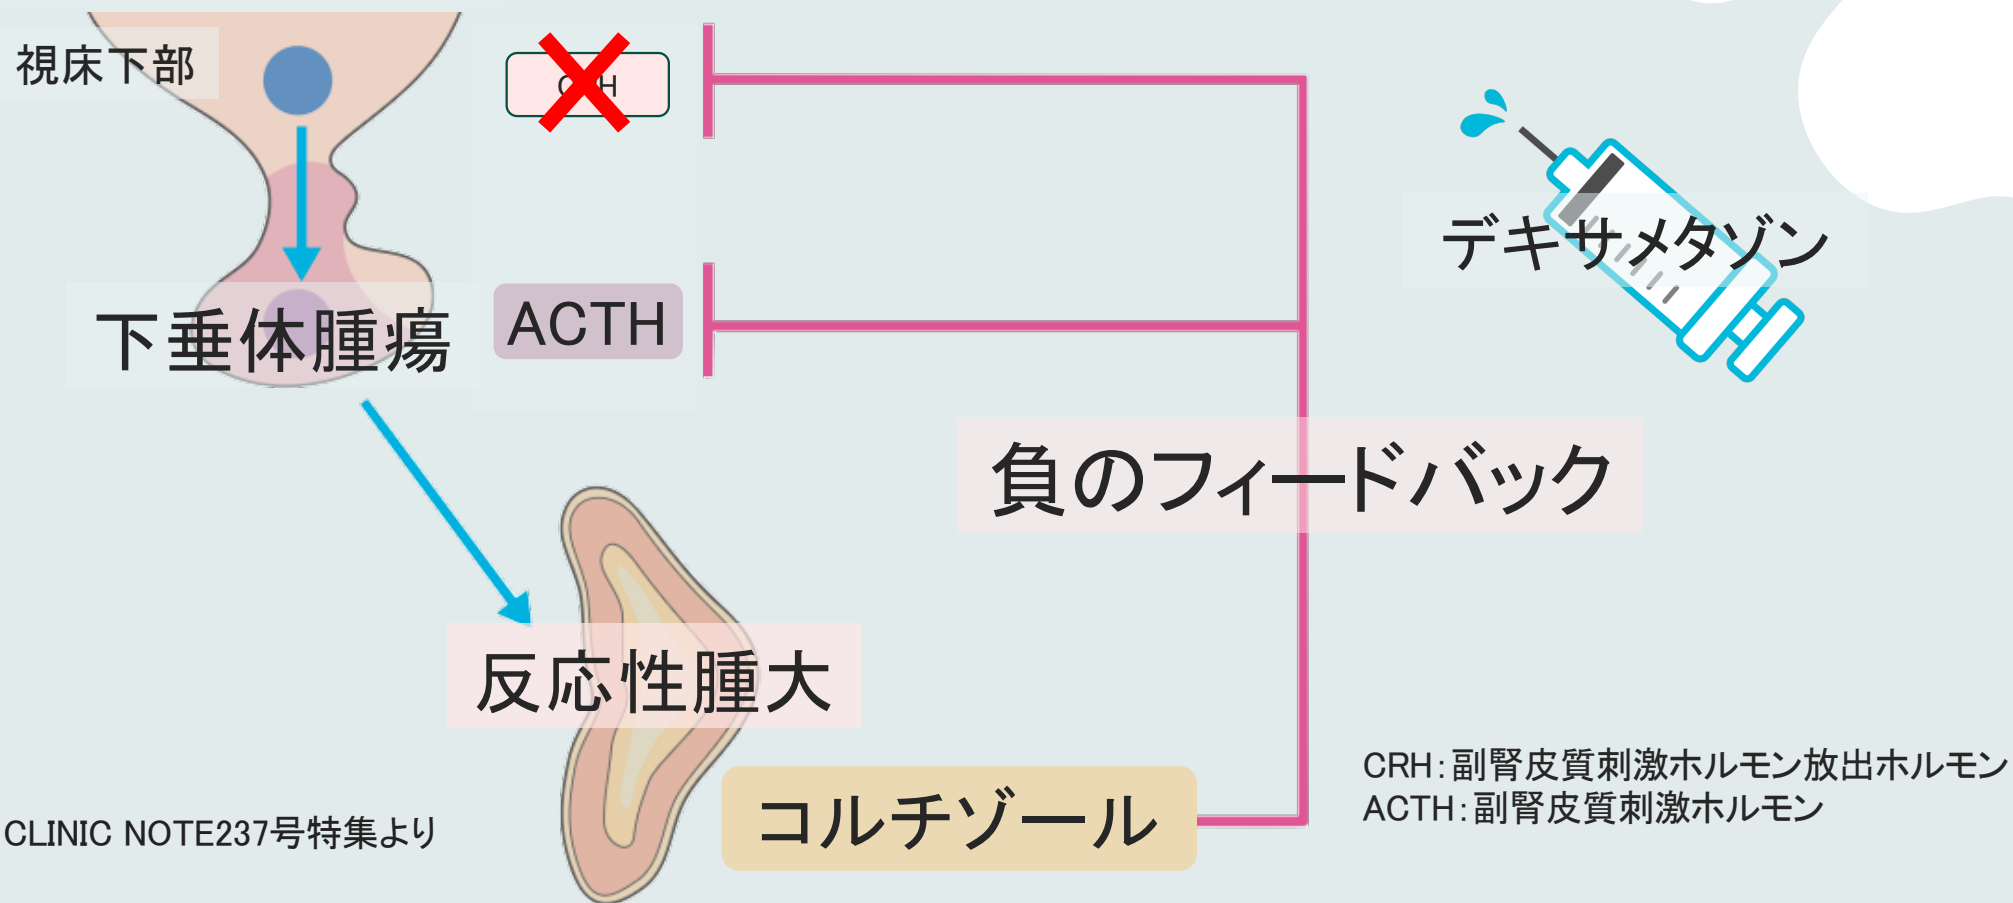 視床下部
デキサメタゾン
下垂体腫瘍
ACTH
負のフィードバック
反応性腫大
コルチゾール
CRH：副腎皮質刺激ホルモン放出ホルモン
ACTH：副腎皮質刺激ホルモン
CLINIC NOTE237号特集より